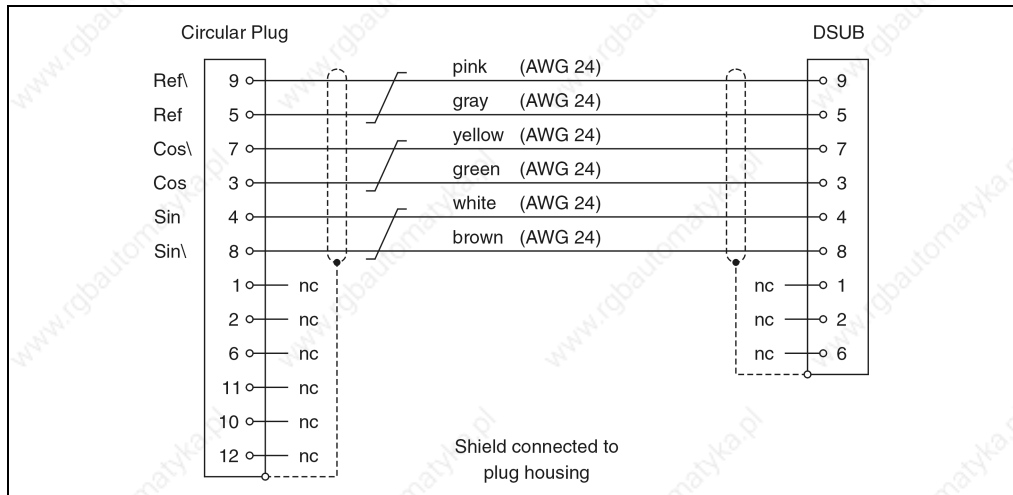 Circular Plug DSUB
Ref\ 9 pink (AWG 24) 9
Ref 5 gray (AWG 24) 5
Cos\ 7 yellow (AWG 24) 7
Cos 3 green (AWG 24) 3
Sin 4 white (AWG 24) 4
Sin\ 8 brown (AWG 24) 8
1 nc nc 1
2 nc nc 2
6 nc nc 6
11 nc
10 nc
12 nc
Shield connected to
plug housing
www.rgbautomatyka.pl